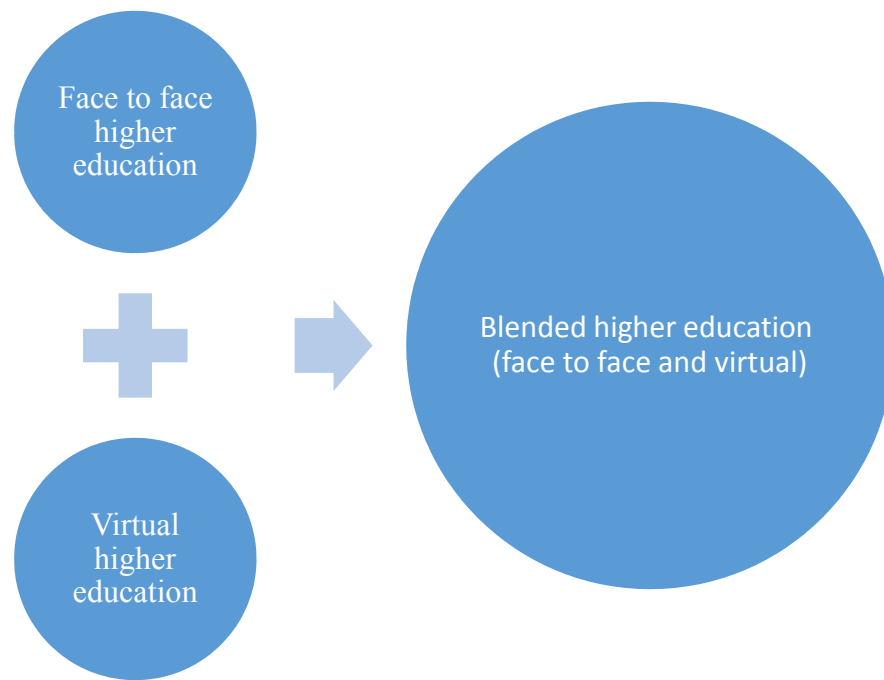 Face to face
higher
education
Virtual
higher
education
Blended higher education
(face to face and virtual)